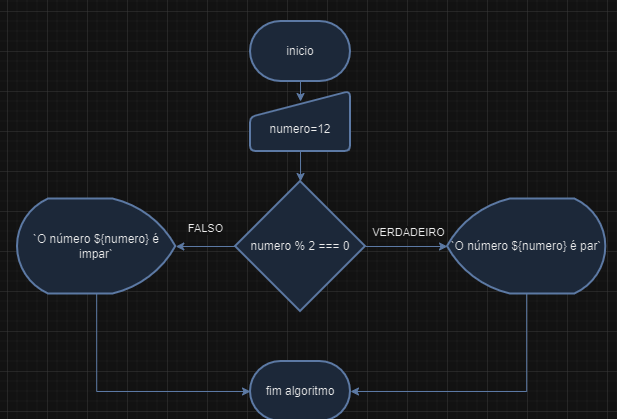 inicio
numero=12
FALSO
VERDADEIRO
`O número ${numero} é
impar`
numero % 2 === 0
`O número ${numero} é par`
fim algoritmo